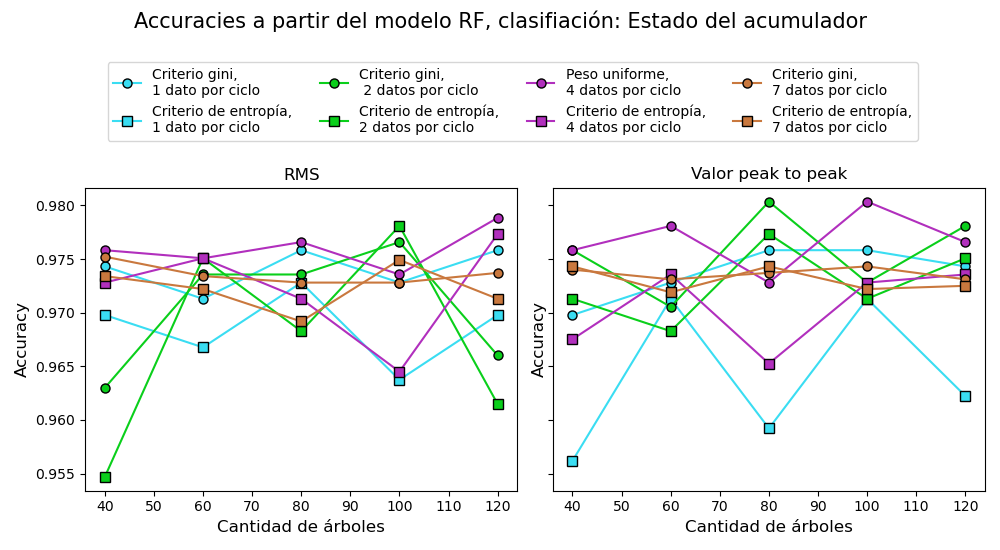 Accuracies a partir del modelo RF, clasifiación: Estado del acumulador
Criterio gini,
1 dato por ciclo
Criterio de entropía,
1 dato por ciclo
Criterio gini,
2 datos por ciclo
Criterio de entropía,
2 datos por ciclo
Peso uniforme,
4 datos por ciclo
Criterio de entropía,
4 datos por ciclo
Criterio gini,
7 datos por ciclo
Criterio de entropía,
7 datos por ciclo
RMS
0.980
0.975
0.970
0.965
0.960
0.955
Accuracy
40 50 60 70 80 90 100 110 120
Cantidad de árboles
Valor peak to peak
Accuracy
40 50 60 70 80 90 100 110 120
Cantidad de árboles